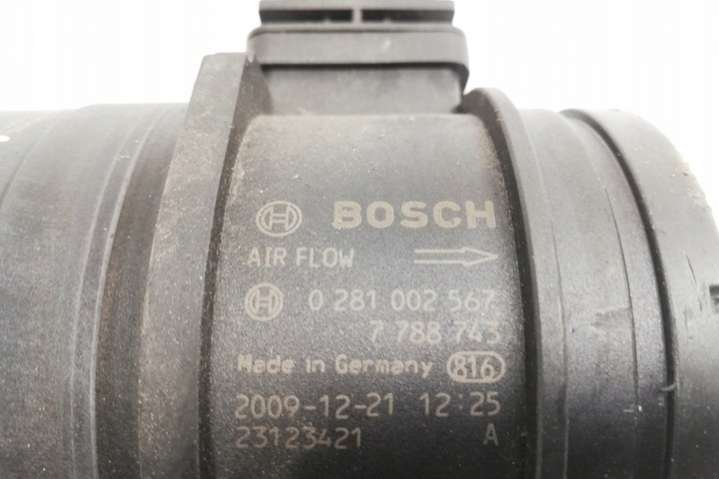 BOSCH
AIR FLOW
0 281 002 567
7 788 743
Made in Germany 816
2009-12-21 12:25
23123421 A